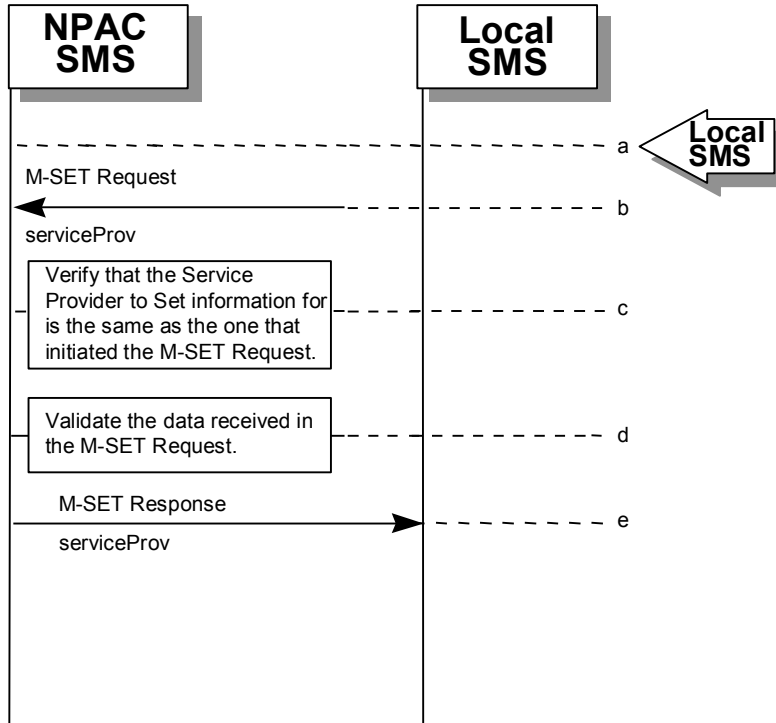 NPAC
SMS
Local
SMS
a
Local
SMS
M-SET Request
b
serviceProv
Verify that the Service
Provider to Set information for
is the same as the one that
initiated the M-SET Request.
c
Validate the data received in
the M-SET Request.
d
M-SET Response
e
serviceProv